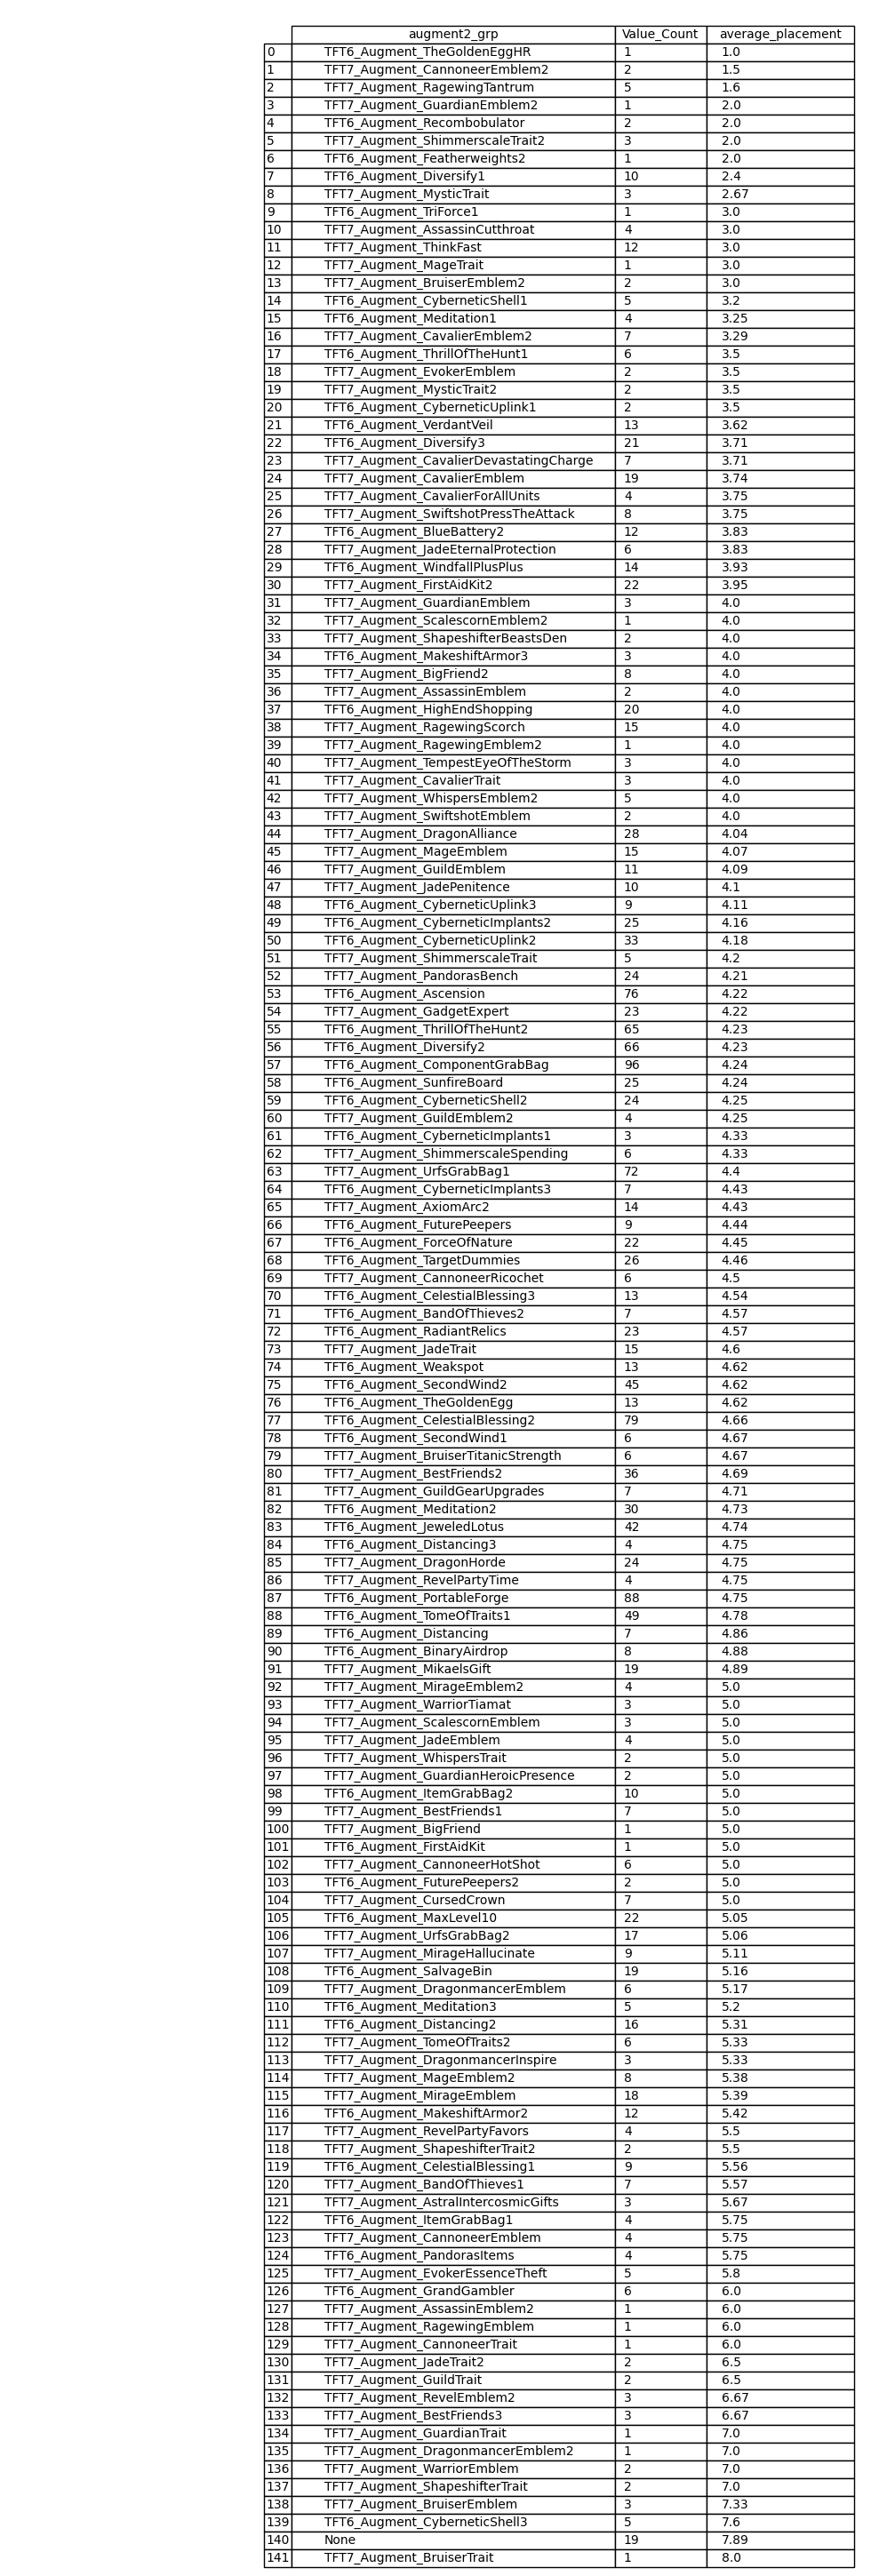 augment2_grp Value_Count average_placement
0 TFT6_Augment_TheGoldenEggHR 1 1.0
1 TFT7_Augment_CannoneerEmblem2 2 1.5
2 TFT7_Augment_RagewingTantrum 5 1.6
3 TFT7_Augment_GuardianEmblem2 1 2.0
4 TFT6_Augment_Recombobulator 2 2.0
5 TFT7_Augment_ShimmerscaleTrait2 3 2.0
6 TFT6_Augment_Featherweights2 1 2.0
7 TFT6_Augment_Diversify1 10 2.4
8 TFT7_Augment_MysticTrait 3 2.67
9 TFT6_Augment_TriForce1 1 3.0
10 TFT7_Augment_AssassinCutthroat 4 3.0
11 TFT7_Augment_ThinkFast 12 3.0
12 TFT7_Augment_MageTrait 1 3.0
13 TFT7_Augment_BruiserEmblem2 2 3.0
14 TFT6_Augment_CyberneticShell1 5 3.2
15 TFT6_Augment_Meditation1 4 3.25
16 TFT7_Augment_CavalierEmblem2 7 3.29
17 TFT6_Augment_ThrillOfTheHunt1 6 3.5
18 TFT7_Augment_EvokerEmblem 2 3.5
19 TFT7_Augment_MysticTrait2 2 3.5
20 TFT6_Augment_CyberneticUplink1 2 3.5
21 TFT6_Augment_VerdantVeil 13 3.62
22 TFT6_Augment_Diversify3 21 3.71
23 TFT7_Augment_CavalierDevastatingCharge 7 3.71
24 TFT7_Augment_CavalierEmblem 19 3.74
25 TFT7_Augment_CavalierForAllUnits 4 3.75
26 TFT7_Augment_SwiftshotPressTheAttack 8 3.75
27 TFT6_Augment_BlueBattery2 12 3.83
28 TFT7_Augment_JadeEternalProtection 6 3.83
29 TFT6_Augment_WindfallPlusPlus 14 3.93
30 TFT7_Augment_FirstAidKit2 22 3.95
31 TFT7_Augment_GuardianEmblem 3 4.0
32 TFT7_Augment_ScalescornEmblem2 1 4.0
33 TFT7_Augment_ShapeshifterBeastsDen 2 4.0
34 TFT6_Augment_MakeshiftArmor3 3 4.0
35 TFT7_Augment_BigFriend2 8 4.0
36 TFT7_Augment_AssassinEmblem 2 4.0
37 TFT6_Augment_HighEndShopping 20 4.0
38 TFT7_Augment_RagewingScorch 15 4.0
39 TFT7_Augment_RagewingEmblem2 1 4.0
40 TFT7_Augment_TempestEyeOfTheStorm 3 4.0
41 TFT7_Augment_CavalierTrait 3 4.0
42 TFT7_Augment_WhispersEmblem2 5 4.0
43 TFT7_Augment_SwiftshotEmblem 2 4.0
44 TFT7_Augment_DragonAlliance 28 4.04
45 TFT7_Augment_MageEmblem 15 4.07
46 TFT7_Augment_GuildEmblem 11 4.09
47 TFT7_Augment_JadePenitence 10 4.1
48 TFT6_Augment_CyberneticUplink3 9 4.11
49 TFT6_Augment_CyberneticImplants2 25 4.16
50 TFT6_Augment_CyberneticUplink2 33 4.18
51 TFT7_Augment_ShimmerscaleTrait 5 4.2
52 TFT7_Augment_PandorasBench 24 4.21
53 TFT6_Augment_Ascension 76 4.22
54 TFT7_Augment_GadgetExpert 23 4.22
55 TFT6_Augment_ThrillOfTheHunt2 65 4.23
56 TFT6_Augment_Diversify2 66 4.23
57 TFT6_Augment_ComponentGrabBag 96 4.24
58 TFT6_Augment_SunfireBoard 25 4.24
59 TFT6_Augment_CyberneticShell2 24 4.25
60 TFT7_Augment_GuildEmblem2 4 4.25
61 TFT6_Augment_CyberneticImplants1 3 4.33
62 TFT7_Augment_ShimmerscaleSpending 6 4.33
63 TFT7_Augment_UrfsGrabBag1 72 4.4
64 TFT6_Augment_CyberneticImplants3 7 4.43
65 TFT7_Augment_AxiomArc2 14 4.43
66 TFT6_Augment_FuturePeepers 9 4.44
67 TFT6_Augment_ForceOfNature 22 4.45
68 TFT6_Augment_TargetDummies 26 4.46
69 TFT7_Augment_CannoneerRicochet 6 4.5
70 TFT6_Augment_CelestialBlessing3 13 4.54
71 TFT7_Augment_BandOfThieves2 7 4.57
72 TFT6_Augment_RadiantRelics 23 4.57
73 TFT7_Augment_JadeTrait 15 4.6
74 TFT6_Augment_Weakspot 13 4.62
75 TFT6_Augment_SecondWind2 45 4.62
76 TFT6_Augment_TheGoldenEgg 13 4.62
77 TFT6_Augment_CelestialBlessing2 79 4.66
78 TFT6_Augment_SecondWind1 6 4.67
79 TFT7_Augment_BruiserTitanicStrength 6 4.67
80 TFT7_Augment_BestFriends2 36 4.69
81 TFT7_Augment_GuildGearUpgrades 7 4.71
82 TFT6_Augment_Meditation2 30 4.73
83 TFT6_Augment_JeweledLotus 42 4.74
84 TFT6_Augment_Distancing3 4 4.75
85 TFT7_Augment_DragonHorde 24 4.75
86 TFT7_Augment_RevelPartyTime 4 4.75
87 TFT6_Augment_PortableForge 88 4.75
88 TFT6_Augment_TomeOfTraits1 49 4.78
89 TFT6_Augment_Distancing 7 4.86
90 TFT6_Augment_BinaryAirdrop 8 4.88
91 TFT7_Augment_MikaelsGift 19 4.89
92 TFT7_Augment_MirageEmblem2 4 5.0
93 TFT7_Augment_WarriorTiamat 3 5.0
94 TFT7_Augment_ScalescornEmblem 3 5.0
95 TFT7_Augment_JadeEmblem 4 5.0
96 TFT7_Augment_WhispersTrait 2 5.0
97 TFT7_Augment_GuardianHeroicPresence 2 5.0
98 TFT6_Augment_ItemGrabBag2 10 5.0
99 TFT7_Augment_BestFriends1 7 5.0
100 TFT7_Augment_BigFriend 1 5.0
101 TFT6_Augment_FirstAidKit 1 5.0
102 TFT7_Augment_CannoneerHotShot 6 5.0
103 TFT6_Augment_FuturePeepers2 2 5.0
104 TFT7_Augment_CursedCrown 7 5.0
105 TFT6_Augment_MaxLevel10 22 5.05
106 TFT7_Augment_UrfsGrabBag2 17 5.06
107 TFT7_Augment_MirageHallucinate 9 5.11
108 TFT6_Augment_SalvageBin 19 5.16
109 TFT7_Augment_DragonmancerEmblem 6 5.17
110 TFT6_Augment_Meditation3 5 5.2
111 TFT6_Augment_Distancing2 16 5.31
112 TFT7_Augment_TomeOfTraits2 6 5.33
113 TFT7_Augment_DragonmancerInspire 3 5.33
114 TFT7_Augment_MageEmblem2 8 5.38
115 TFT7_Augment_MirageEmblem 18 5.39
116 TFT6_Augment_MakeshiftArmor2 12 5.42
117 TFT7_Augment_RevelPartyFavors 4 5.5
118 TFT7_Augment_ShapeshifterTrait2 2 5.5
119 TFT6_Augment_CelestialBlessing1 9 5.56
120 TFT7_Augment_BandOfThieves1 7 5.57
121 TFT7_Augment_AstralIntercosmicGifts 3 5.67
122 TFT6_Augment_ItemGrabBag1 4 5.75
123 TFT7_Augment_CannoneerEmblem 4 5.75
124 TFT6_Augment_PandorasItems 4 5.75
125 TFT7_Augment_EvokerEssenceTheft 5 5.8
126 TFT6_Augment_GrandGambler 6 6.0
127 TFT7_Augment_AssassinEmblem2 1 6.0
128 TFT7_Augment_RagewingEmblem 1 6.0
129 TFT7_Augment_CannoneerTrait 1 6.0
130 TFT7_Augment_JadeTrait2 2 6.5
131 TFT7_Augment_GuildTrait 2 6.5
132 TFT7_Augment_RevelEmblem2 3 6.67
133 TFT7_Augment_BestFriends3 3 6.67
134 TFT7_Augment_GuardianTrait 1 7.0
135 TFT7_Augment_DragonmancerEmblem2 1 7.0
136 TFT7_Augment_WarriorEmblem 2 7.0
137 TFT7_Augment_ShapeshifterTrait 2 7.0
138 TFT7_Augment_BruiserEmblem 3 7.33
139 TFT6_Augment_CyberneticShell3 5 7.6
140 None 19 7.89
141 TFT7_Augment_BruiserTrait 1 8.0